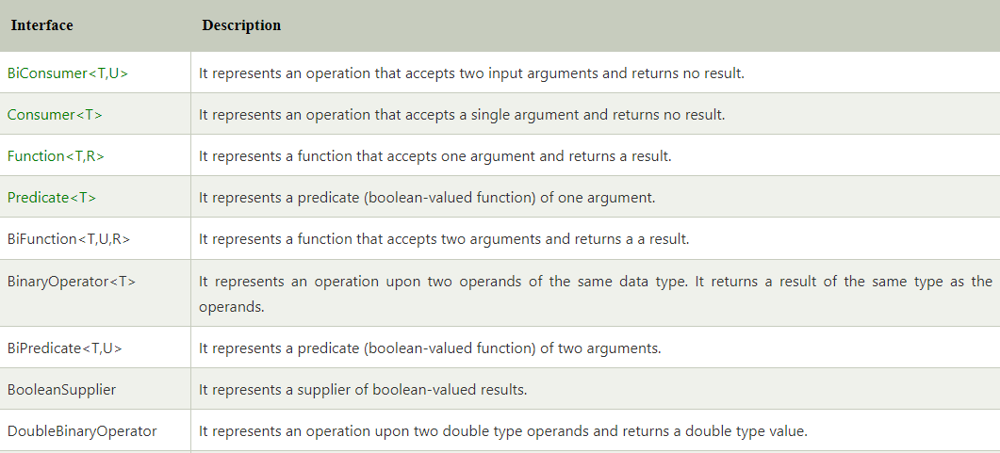 Interface Description
BiConsumer<T,U> It represents an operation that accepts two input arguments and returns no result.
Consumer<T> It represents an operation that accepts a single argument and returns no result.
Function<T,R> It represents a function that accepts one argument and returns a result.
Predicate<T> It represents a predicate (boolean-valued function) of one argument.
BiFunction<T,U,R> It represents a function that accepts two arguments and returns a a result.
BinaryOperator<T> It represents an operation upon two operands of the same data type. It returns a result of the same type as the
operands.
BiPredicate<T,U> It represents a predicate (boolean-valued function) of two arguments.
BooleanSupplier It represents a supplier of boolean-valued results.
DoubleBinaryOperator It represents an operation upon two double type operands and returns a double type value.